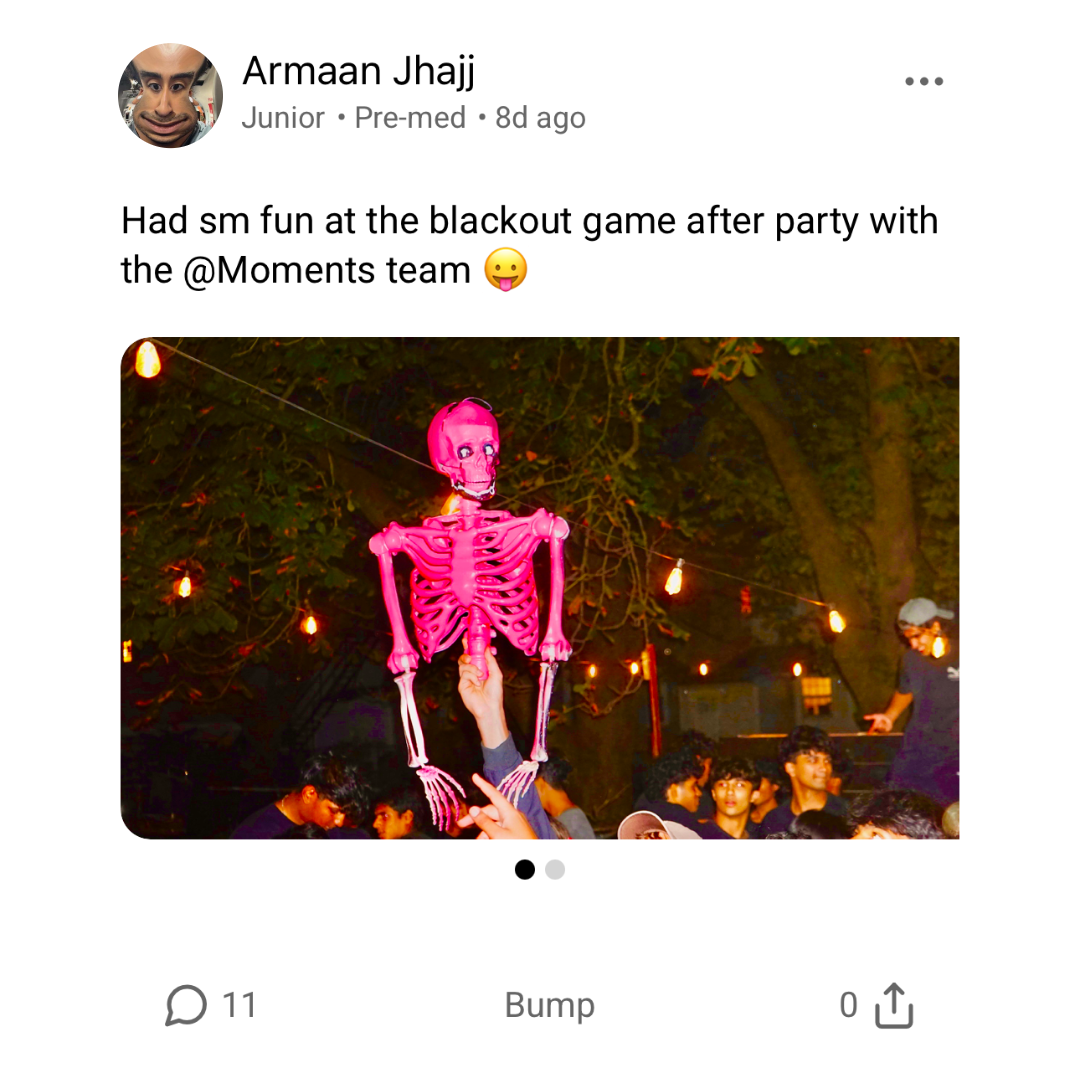 Armaan Jhajj
Junior • Pre-med • 8d ago
Had sm fun at the blackout game after party with
the @Moments team 😛
11
Bump
0